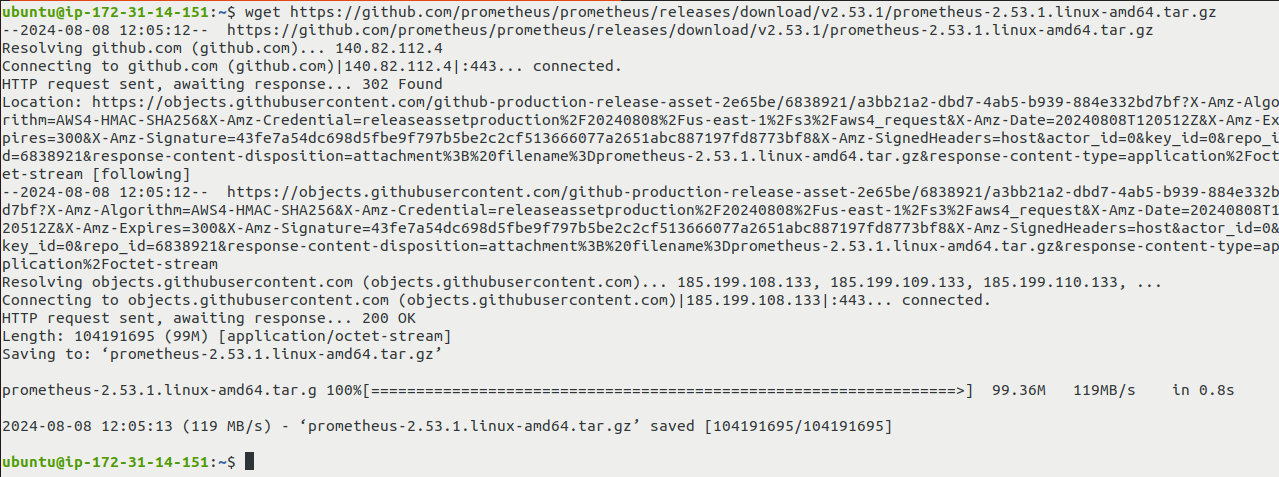 ubuntu@ip-172-31-14-151:~$ wget https://github.com/prometheus/prometheus/releases/download/v2.53.1/prometheus-2.53.1.linux-amd64.tar.gz
--2024-08-08 12:05:12--  https://github.com/prometheus/prometheus/releases/download/v2.53.1/prometheus-2.53.1.linux-amd64.tar.gz
Resolving github.com (github.com)... 140.82.112.4
Connecting to github.com (github.com)|140.82.112.4|:443... connected.
HTTP request sent, awaiting response... 302 Found
Location: https://objects.githubusercontent.com/github-production-release-asset-2e65be/6838921/a3bb21a2-dbd7-4ab5-b939-884e332bd7bf?X-Amz-Algo
rithm=AWS4-HMAC-SHA256&X-Amz-Credential=releaseassetproduction%2F20240808%2Fus-east-1%2Fs3%2Faws4_request&X-Amz-Date=20240808T120512Z&X-Amz-Ex
pires=300&X-Amz-Signature=43fe7a54dc698d5fbe9f797b5be2c2cf513666077a2651abc887197fd8773bf8&X-Amz-SignedHeaders=host&actor_id=0&key_id=0&repo_i
d=6838921&response-content-disposition=attachment%3B%20filename%3Dprometheus-2.53.1.linux-amd64.tar.gz&response-content-type=application%2Foct
et-stream [following]
--2024-08-08 12:05:12--  https://objects.githubusercontent.com/github-production-release-asset-2e65be/6838921/a3bb21a2-dbd7-4ab5-b939-884e332b
d7bf?X-Amz-Algorithm=AWS4-HMAC-SHA256&X-Amz-Credential=releaseassetproduction%2F20240808%2Fus-east-1%2Fs3%2Faws4_request&X-Amz-Date=20240808T1
20512Z&X-Amz-Expires=300&X-Amz-Signature=43fe7a54dc698d5fbe9f797b5be2c2cf513666077a2651abc887197fd8773bf8&X-Amz-SignedHeaders=host&actor_id=0&
key_id=0&repo_id=6838921&response-content-disposition=attachment%3B%20filename%3Dprometheus-2.53.1.linux-amd64.tar.gz&response-content-type=ap
plication%2Foctet-stream
Resolving objects.githubusercontent.com (objects.githubusercontent.com)... 185.199.108.133, 185.199.109.133, 185.199.110.133, ...
Connecting to objects.githubusercontent.com (objects.githubusercontent.com)|185.199.108.133|:443... connected.
HTTP request sent, awaiting response... 200 OK
Length: 104191695 (99M) [application/octet-stream]
Saving to: ‘prometheus-2.53.1.linux-amd64.tar.gz’
prometheus-2.53.1.linux-amd64.tar.g 100%[=================================================================>]  99.36M   119MB/s    in 0.8s
2024-08-08 12:05:13 (119 MB/s) - ‘prometheus-2.53.1.linux-amd64.tar.gz’ saved [104191695/104191695]
ubuntu@ip-172-31-14-151:~$